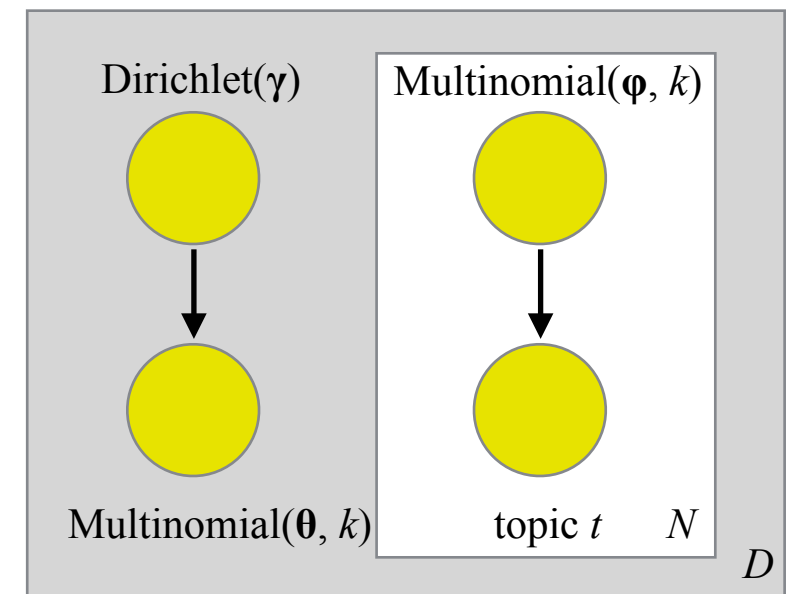 Dirichlet(γ)
Multinomial(φ, k)
Multinomial(θ, k)
topic t
N
D